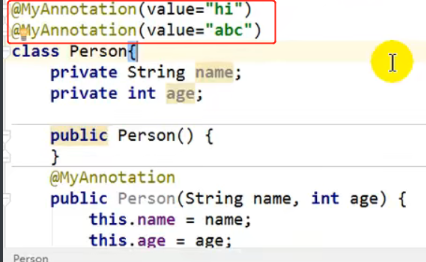 @MyAnnotation(value="hi")
@MyAnnotation(value="abc")
class Person{
    private String name;
    private int age;
    public Person() {
    }
    @MyAnnotation
    public Person(String name, int age) {
        this.name = name;
        this.age = age;
Person